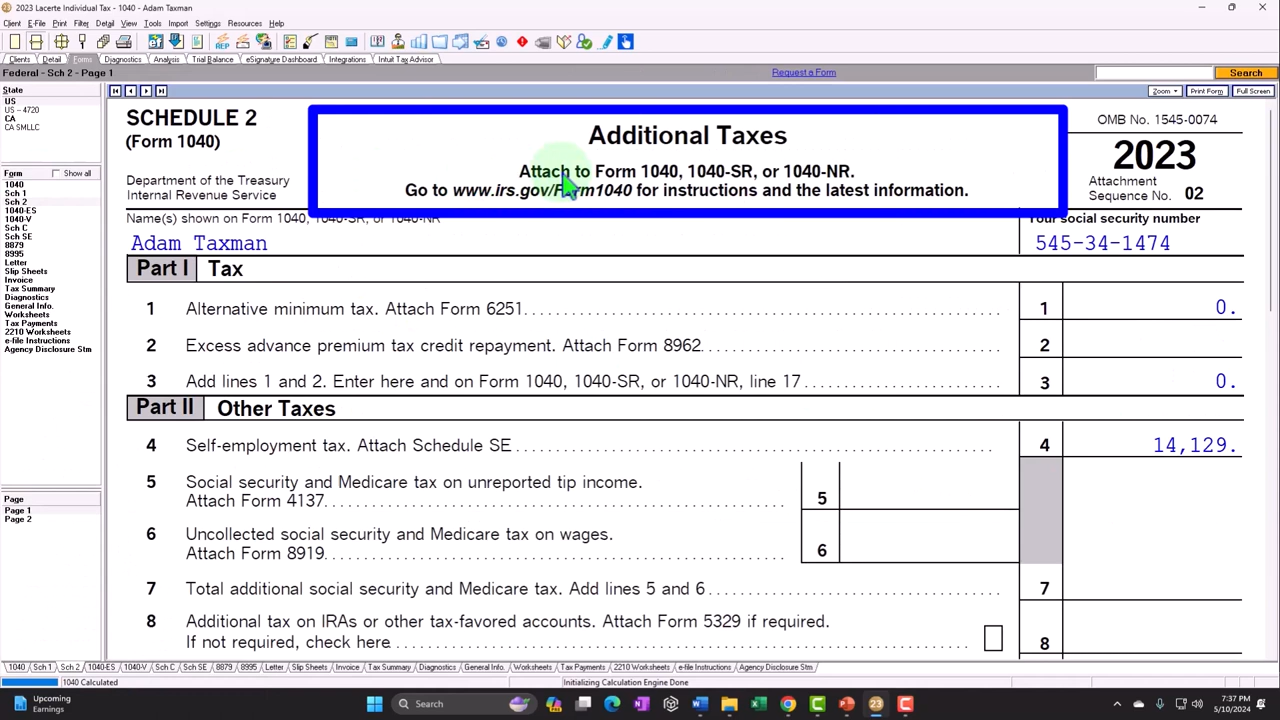 2023 Lacerte Individual Tax - 1040 - Adam Taxman
Client E-File Print Filter Detail View Tools Import Settings Resources Help
Clients Detail Forms Diagnostics Analysis Trial Balance eSignature Dashboard Integrations Intuit Tax Advisor
Federal - Sch 2 - Page 1
Request a Form
Search
State
US
US - 4720
CA
CA SMLLC
Form Show all
1040
Sch 1
Sch 2
1040-ES
1040-V
Sch C
Sch SE
8879
8995
Letter
Slip Sheets
Invoice
Tax Summary
Diagnostics
General Info.
Worksheets
Tax Payments
2210 Worksheets
e-file Instructions
Agency Disclosure Stm
Page
Page 1
Page 2
Zoom Print Form Full Screen
SCHEDULE 2
(Form 1040)
Department of the Treasury
Internal Revenue Service
Additional Taxes
Attach to Form 1040, 1040-SR, or 1040-NR.
Go to www.irs.gov/Form1040 for instructions and the latest information.
OMB No. 1545-0074
2023
Attachment
Sequence No. 02
Name(s) shown on Form 1040, 1040-SR, or 1040-NR
Your social security number
Adam Taxman
545-34-1474
Part I Tax
1 Alternative minimum tax. Attach Form 6251 1 0.
2 Excess advance premium tax credit repayment. Attach Form 8962 2
3 Add lines 1 and 2. Enter here and on Form 1040, 1040-SR, or 1040-NR, line 17 3 0.
Part II Other Taxes
4 Self-employment tax. Attach Schedule SE 4 14,129.
5 Social security and Medicare tax on unreported tip income.
Attach Form 4137 5
6 Uncollected social security and Medicare tax on wages.
Attach Form 8919 6
7 Total additional social security and Medicare tax. Add lines 5 and 6 7
8 Additional tax on IRAs or other tax-favored accounts. Attach Form 5329 if required.
If not required, check here 8
1040 Sch 1 Sch 2 1040-ES 1040-V Sch C Sch SE 8879 8995 Letter Slip Sheets Invoice Tax Summary Diagnostics General Info. Worksheets Tax Payments 2210 Worksheets e-file Instructions Agency Disclosure Stm
1040 Calculated
Initializing Calculation Engine Done
Upcoming
Earnings
Search
23
7:37 PM
5/10/2024